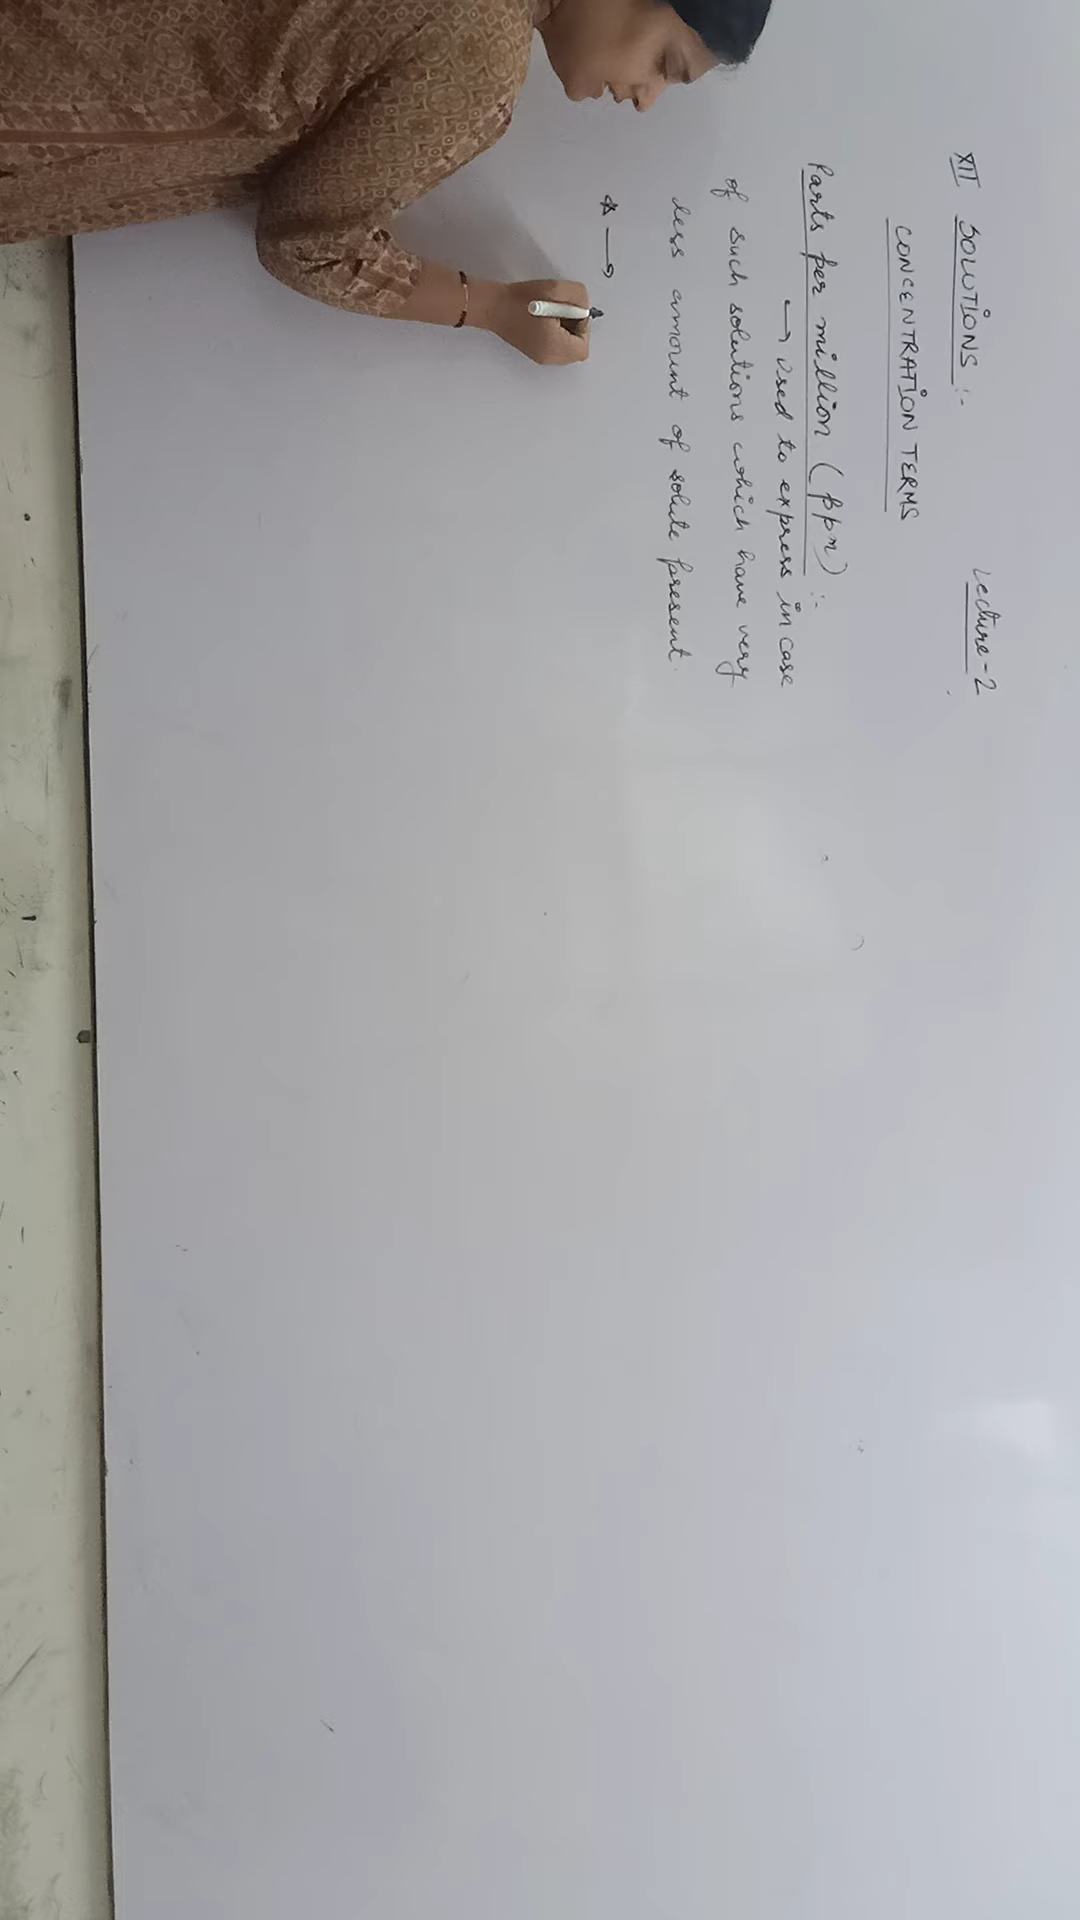 XII SOLUTIONS :- Lecture-2
CONCENTRATION TERMS
Parts per million (ppm) :-
→ Used to express in case
of such solutions which have very
less amount of solute present.
* →